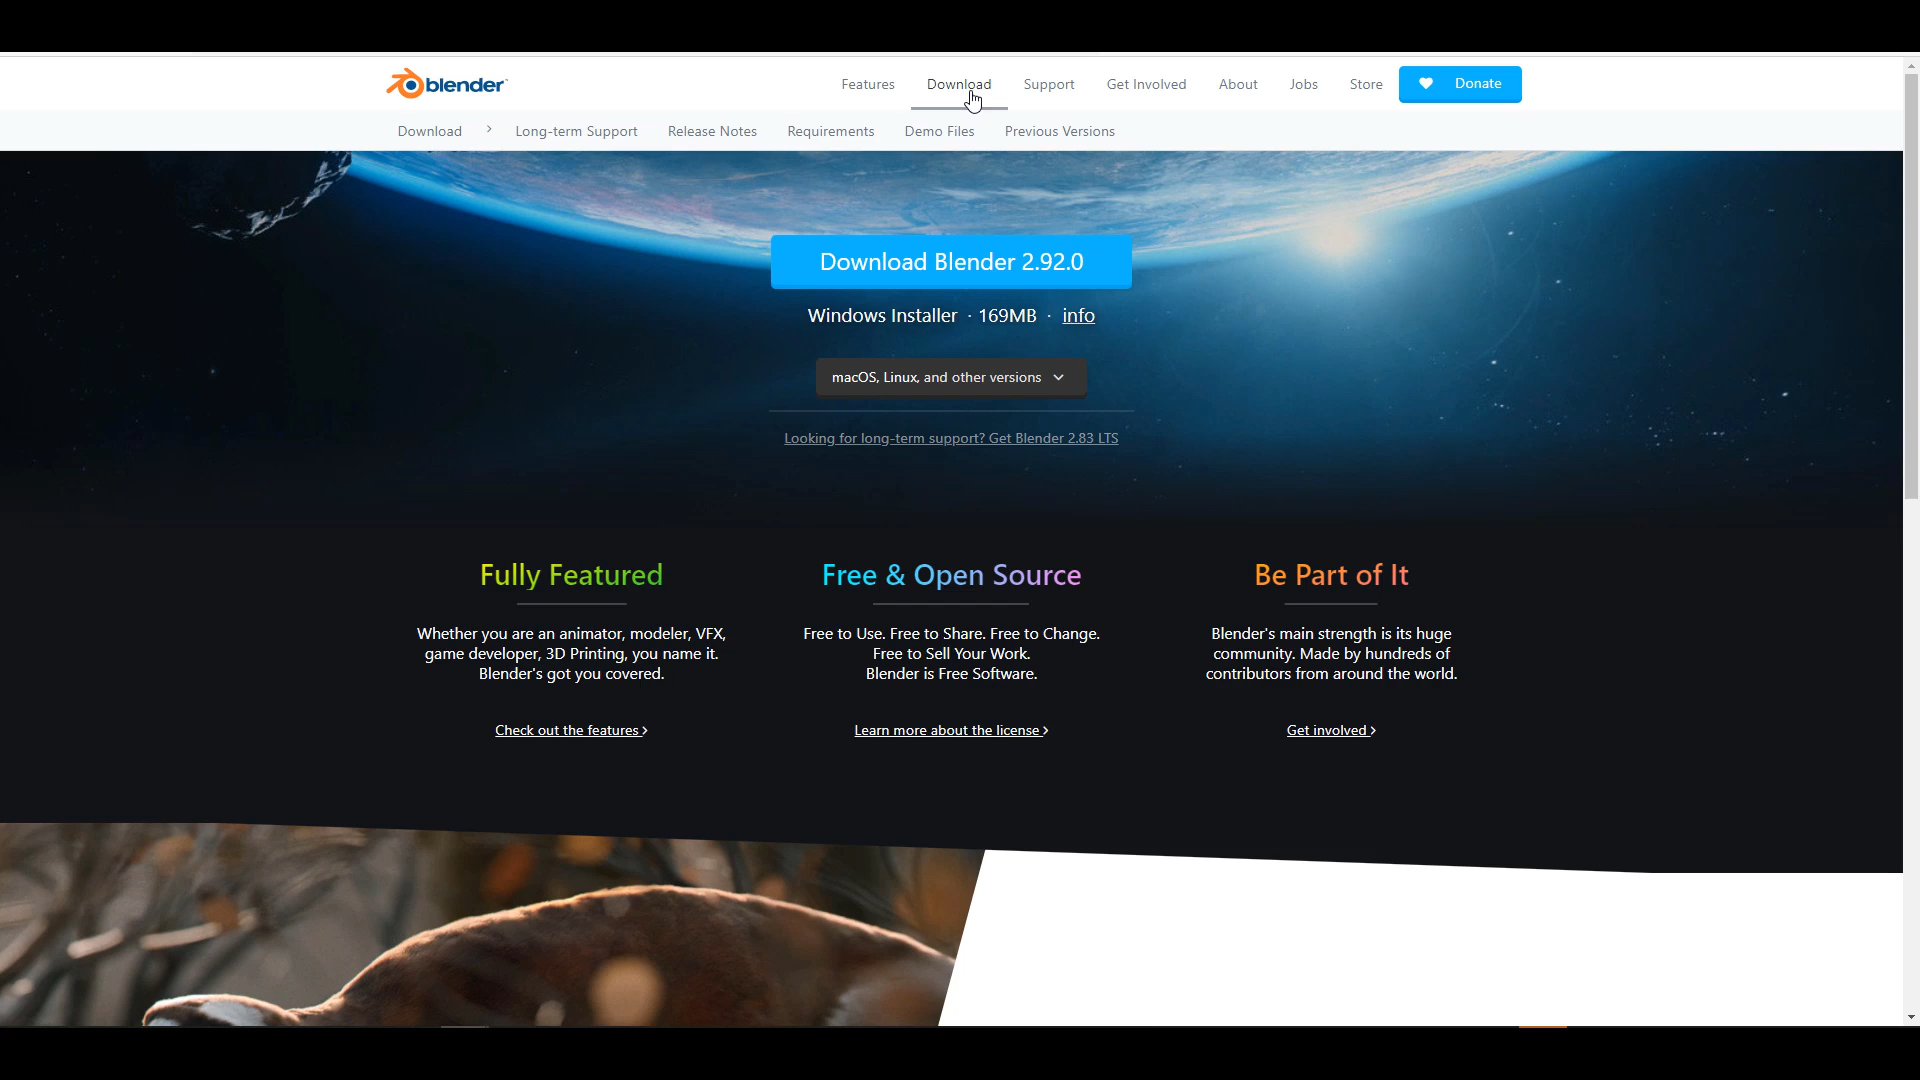 blender
Features Download Support Get Involved About Jobs Store Donate
Download Long-term Support Release Notes Requirements Demo Files Previous Versions
Download Blender 2.92.0
Windows Installer · 169MB · info
macOS, Linux, and other versions
Looking for long-term support? Get Blender 2.83 LTS
Fully Featured
Whether you are an animator, modeler, VFX,
game developer, 3D Printing, you name it.
Blender's got you covered.
Check out the features >
Free & Open Source
Free to Use. Free to Share. Free to Change.
Free to Sell Your Work.
Blender is Free Software.
Learn more about the license >
Be Part of It
Blender's main strength is its huge
community. Made by hundreds of
contributors from around the world.
Get involved >